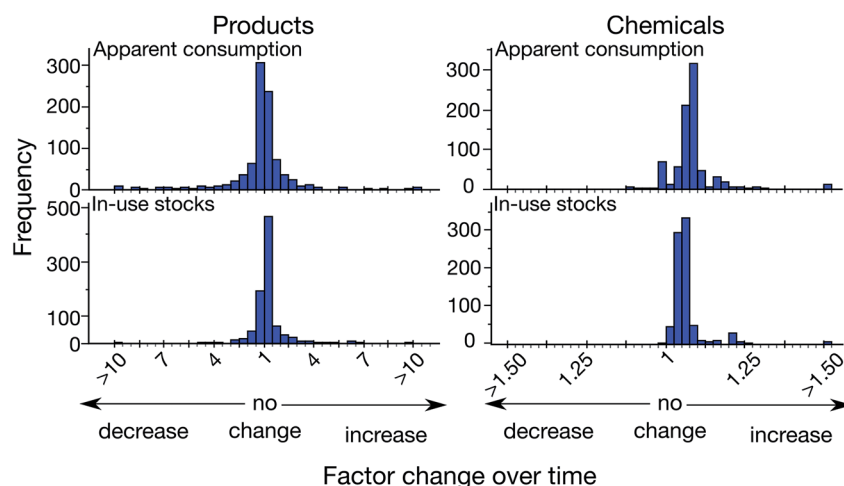 Products
Chemicals
Apparent consumption
Apparent consumption
300
200
100
0
300
200
100
0
In-use stocks
In-use stocks
500
300
100
0
300
200
100
0
Frequency
>10
7
4
1
4
7
>10
>1.50
1.25
1
1.25
>1.50
no
change
decrease
increase
no
change
decrease
increase
Factor change over time